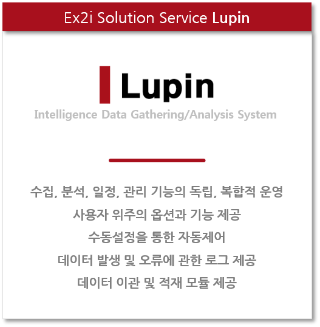 Ex2i Solution Service Lupin
Lupin
Intelligence Data Gathering/Analysis System
수집, 분석, 일정, 관리 기능의 독립, 복합적 운영
사용자 위주의 옵션과 기능 제공
수동설정을 통한 자동제어
데이터 발생 및 오류에 관한 로그 제공
데이터 이관 및 적재 모듈 제공